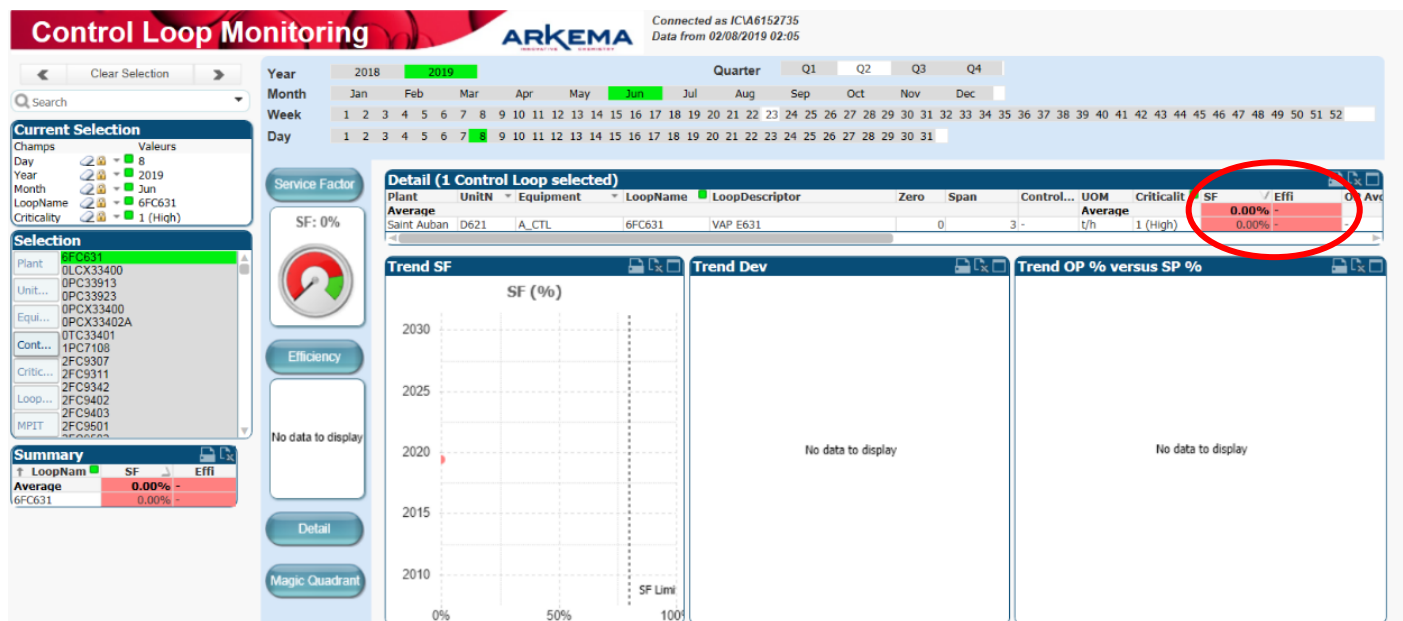 Control Loop Monitoring
ARKEMA
INNOVATIVE CHEMISTRY
Connected as IC\A6152735
Data from 02/08/2019 02:05
Clear Selection
Search
Current Selection
Champs Valeurs
Day 8
Year 2019
Month Jun
LoopName 6FC631
Criticality 1 (High)
Selection
Plant
Unit...
Equi...
Cont...
Critic...
Loop...
MPIT
6FC631
0LCX33400
0PC33913
0PC33923
0PCX33400
0PCX33402A
0TC33401
1PC7108
2FC9307
2FC9311
2FC9342
2FC9402
2FC9403
2FC9501
Summary
LoopNam SF Effi
Average 0.00% -
6FC631 0.00% -
Year 2018 2019 Quarter Q1 Q2 Q3 Q4
Month Jan Feb Mar Apr May Jun Jul Aug Sep Oct Nov Dec
Week 1 2 3 4 5 6 7 8 9 10 11 12 13 14 15 16 17 18 19 20 21 22 23 24 25 26 27 28 29 30 31 32 33 34 35 36 37 38 39 40 41 42 43 44 45 46 47 48 49 50 51 52
Day 1 2 3 4 5 6 7 8 9 10 11 12 13 14 15 16 17 18 19 20 21 22 23 24 25 26 27 28 29 30 31
Service Factor
SF: 0%
Efficiency
No data to display
Detail
Magic Quadrant
Detail (1 Control Loop selected)
Plant UnitN Equipment LoopName LoopDescriptor Zero Span Control... UOM Criticalit SF Effi
Average Average 0.00% -
Saint Auban D621 A_CTL 6FC631 VAP E631 0 3 - t/h 1 (High) 0.00% -
Trend SF
SF (%)
2030
2025
2020
2015
2010
SF Limi
0% 50% 100%
Trend Dev
No data to display
Trend OP % versus SP %
No data to display